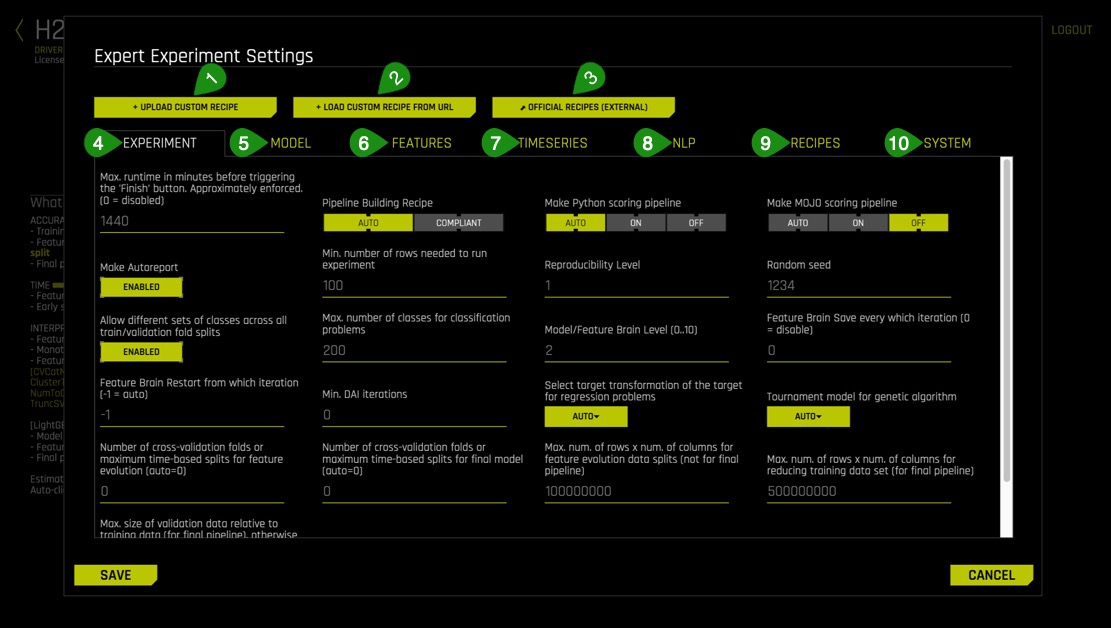 H2
LOGOUT
DRIVER
License
Expert Experiment Settings
1
2
3
+ UPLOAD CUSTOM RECIPE
+ LOAD CUSTOM RECIPE FROM URL
OFFICIAL RECIPES (EXTERNAL)
4 EXPERIMENT
5 MODEL
6 FEATURES
7 TIMESERIES
8 NLP
9 RECIPES
10 SYSTEM
Max. runtime in minutes before triggering
the 'Finish' button. Approximately enforced.
(0 = disabled)
1440
Pipeline Building Recipe
AUTO COMPLIANT
Make Python scoring pipeline
AUTO ON OFF
Make MOJO scoring pipeline
AUTO ON OFF
Make Autoreport
ENABLED
Min. number of rows needed to run
experiment
100
Reproducibility Level
1
Random seed
1234
Allow different sets of classes across all
train/validation fold splits
ENABLED
Max. number of classes for classification
problems
200
Model/Feature Brain Level (0..10)
2
Feature Brain Save every which iteration (0
= disable)
0
Feature Brain Restart from which iteration
(-1 = auto)
-1
Min. DAI iterations
0
Select target transformation of the target
for regression problems
AUTO
Tournament model for genetic algorithm
AUTO
Number of cross-validation folds or
maximum time-based splits for feature
evolution (auto=0)
0
Number of cross-validation folds or
maximum time-based splits for final model
(auto=0)
0
Max. num. of rows x num. of columns for
feature evolution data splits (not for final
pipeline)
100000000
Max. num. of rows x num. of columns for
reducing training data set (for final pipeline)
500000000
Max. size of validation data relative to
training data (for final pipeline), otherwise
SAVE
CANCEL
What
ACCURA
- Trainin
- Featur
split
- Final p
TIME
- Featur
- Early s
INTERPR
- Featur
- Monot
- Featur
[CVCatN
ClusterT
NumToC
TruncSV
[LightGB
- Model
- Featur
- Final p
Estimat
Auto-cli